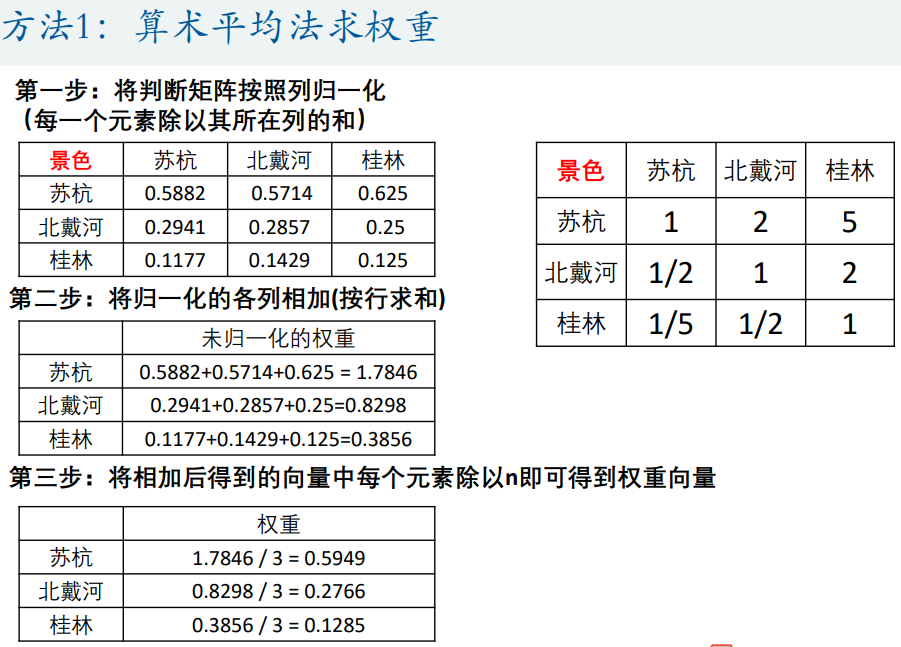 方法1：算术平均法求权重
第一步：将判断矩阵按照列归一化
（每一个元素除以其所在列的和）
景色 苏杭 北戴河 桂林
苏杭 0.5882 0.5714 0.625
北戴河 0.2941 0.2857 0.25
桂林 0.1177 0.1429 0.125
第二步：将归一化的各列相加(按行求和)
未归一化的权重
苏杭 0.5882+0.5714+0.625 = 1.7846
北戴河 0.2941+0.2857+0.25=0.8298
桂林 0.1177+0.1429+0.125=0.3856
第三步：将相加后得到的向量中每个元素除以n即可得到权重向量
权重
苏杭 1.7846 / 3 = 0.5949
北戴河 0.8298 / 3 = 0.2766
桂林 0.3856 / 3 = 0.1285
景色 苏杭 北戴河 桂林
苏杭 1 2 5
北戴河 1/2 1 2
桂林 1/5 1/2 1